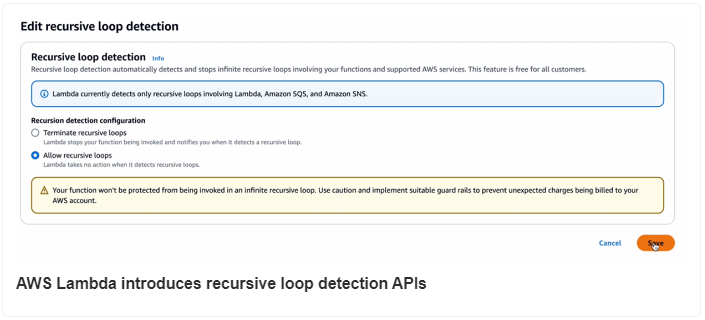 Edit recursive loop detection
Recursive loop detection Info
Recursive loop detection automatically detects and stops infinite recursive loops involving your functions and supported AWS services. This feature is free for all customers.
Lambda currently detects only recursive loops involving Lambda, Amazon SQS, and Amazon SNS.
Recursion detection configuration
Terminate recursive loops
Lambda stops your function being invoked and notifies you when it detects a recursive loop.
Allow recursive loops
Lambda takes no action when it detects recursive loops.
Your function won't be protected from being invoked in an infinite recursive loop. Use caution and implement suitable guard rails to prevent unexpected charges being billed to your
AWS account.
Cancel Save
AWS Lambda introduces recursive loop detection APIs